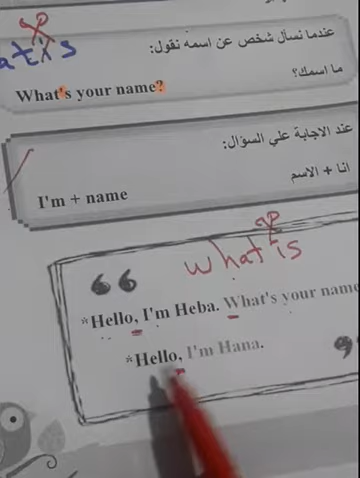 عندما نسأل شخص عن اسمه نقول:
ما اسمك؟
What's your name?
عند الاجابة علي السؤال:
انا + الاسم
I'm + name
what is
*Hello, I'm Heba. What's your name
*Hello, I'm Hana.